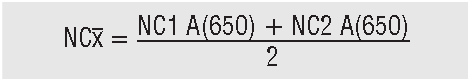 NCx̅ = NC1 A(650) + NC2 A(650)
2